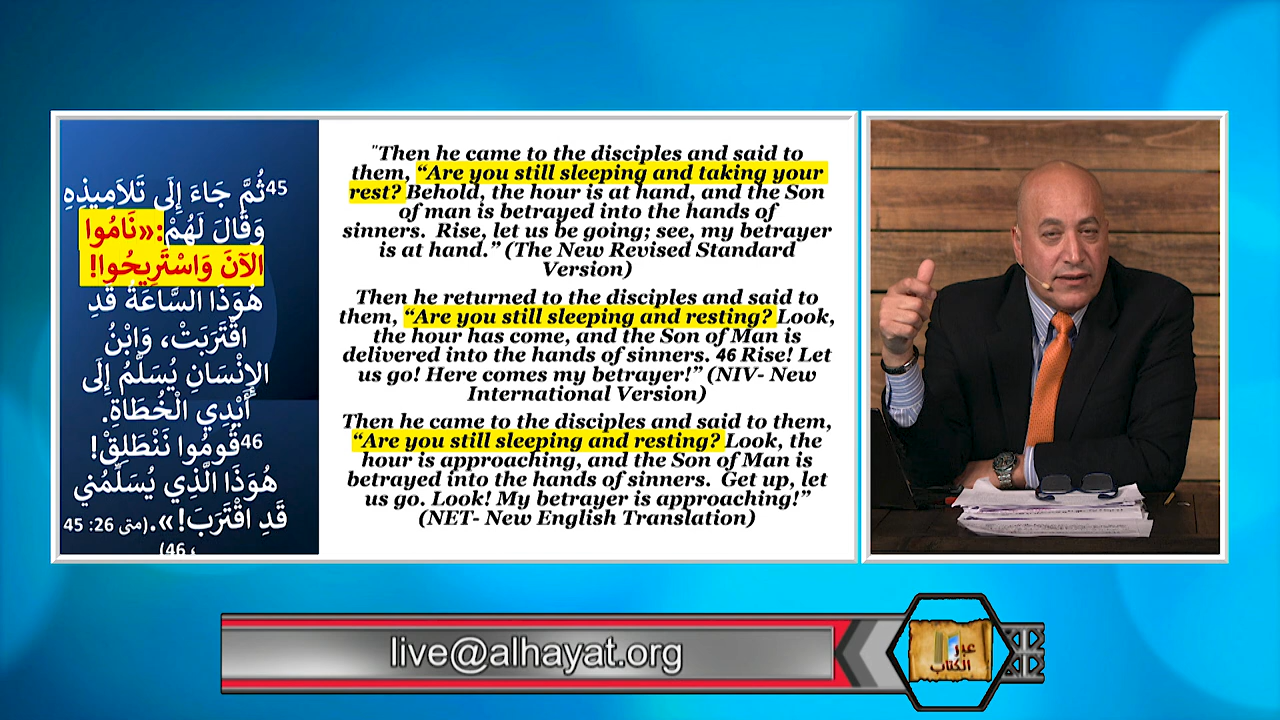 45ثُمَّ جَاءَ إِلَى تَلاَمِيذِهِ
وَقَالَ لَهُمْ:«نَامُوا
الآنَ وَاسْتَرِيحُوا!
هُوَذَا السَّاعَةُ قَدِ
اقْتَرَبَتْ، وَابْنُ
الإِنْسَانِ يُسَلَّمُ إِلَى
أَيْدِي الْخُطَاةِ.
46قُومُوا نَنْطَلِقْ!
هُوَذَا الَّذِي يُسَلِّمُنِي
قَدِ اقْتَرَبَ!».(متى 26: 45
، 46)
"Then he came to the disciples and said to
them, “Are you still sleeping and taking your
rest? Behold, the hour is at hand, and the Son
of man is betrayed into the hands of
sinners. Rise, let us be going; see, my betrayer
is at hand.” (The New Revised Standard
Version)
Then he returned to the disciples and said to
them, “Are you still sleeping and resting? Look,
the hour has come, and the Son of Man is
delivered into the hands of sinners. 46 Rise! Let
us go! Here comes my betrayer!” (NIV- New
International Version)
Then he came to the disciples and said to them,
“Are you still sleeping and resting? Look, the
hour is approaching, and the Son of Man is
betrayed into the hands of sinners. Get up, let
us go. Look! My betrayer is approaching!”
(NET- New English Translation)
live@alhayat.org
عبر
الكتاب